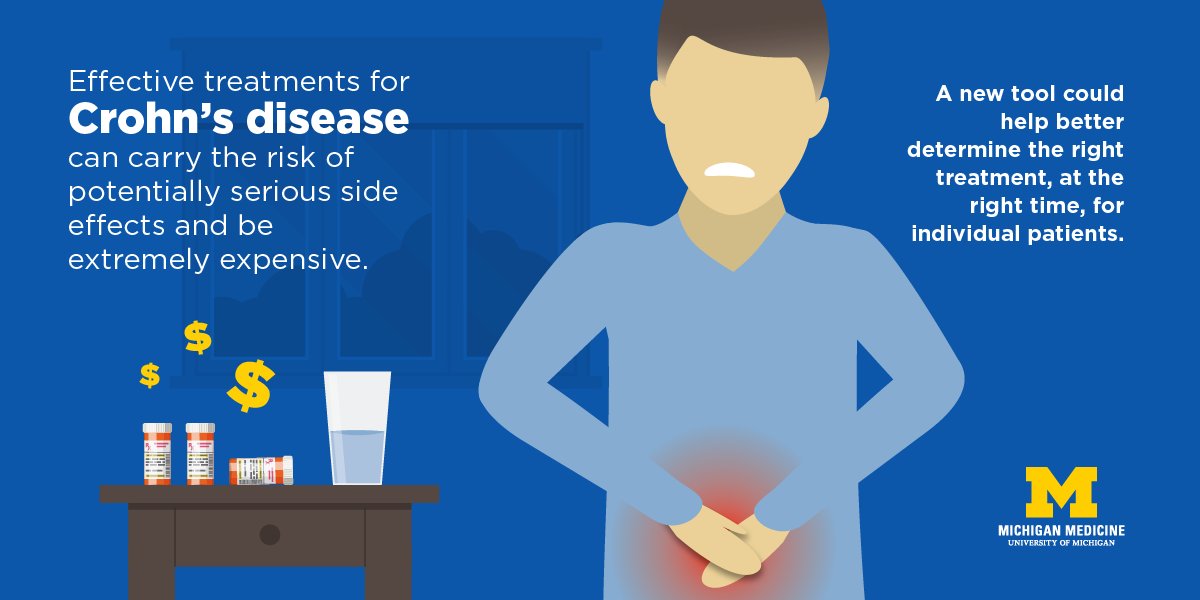 Effective treatments for
Crohn's disease
can carry the risk of
potentially serious side
effects and be
extremely expensive.
A new tool could
help better
determine the right
treatment, at the
right time, for
individual patients.
$
$
$
M
MICHIGAN MEDICINE
UNIVERSITY OF MICHIGAN